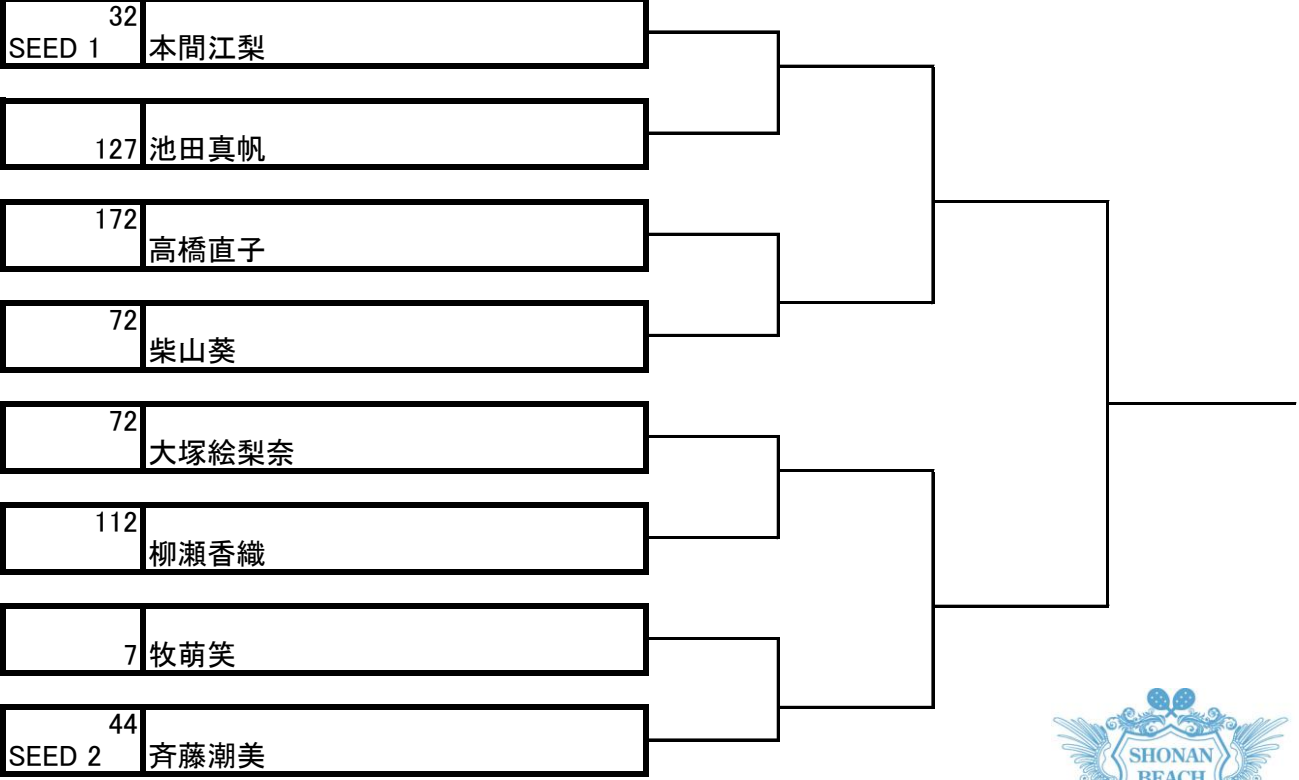 32
SEED 1 本間江梨
127 池田真帆
172
高橋直子
72
柴山葵
72
大塚絵梨奈
112
柳瀬香織
7 牧萌笑
44
SEED 2 斉藤潮美
SHONAN
BEACH